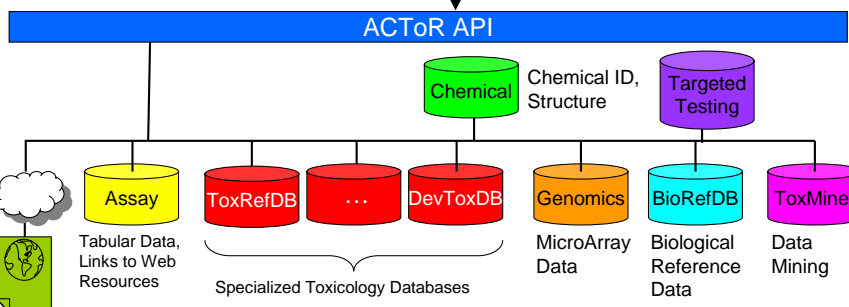 ACToR API
Chemical
Chemical ID,
Structure
Targeted
Testing
Assay
ToxRefDB
...
DevToxDB
Genomics
BioRefDB
ToxMine
Tabular Data,
Links to Web
Resources
Specialized Toxicology Databases
MicroArray
Data
Biological
Reference
Data
Data
Mining